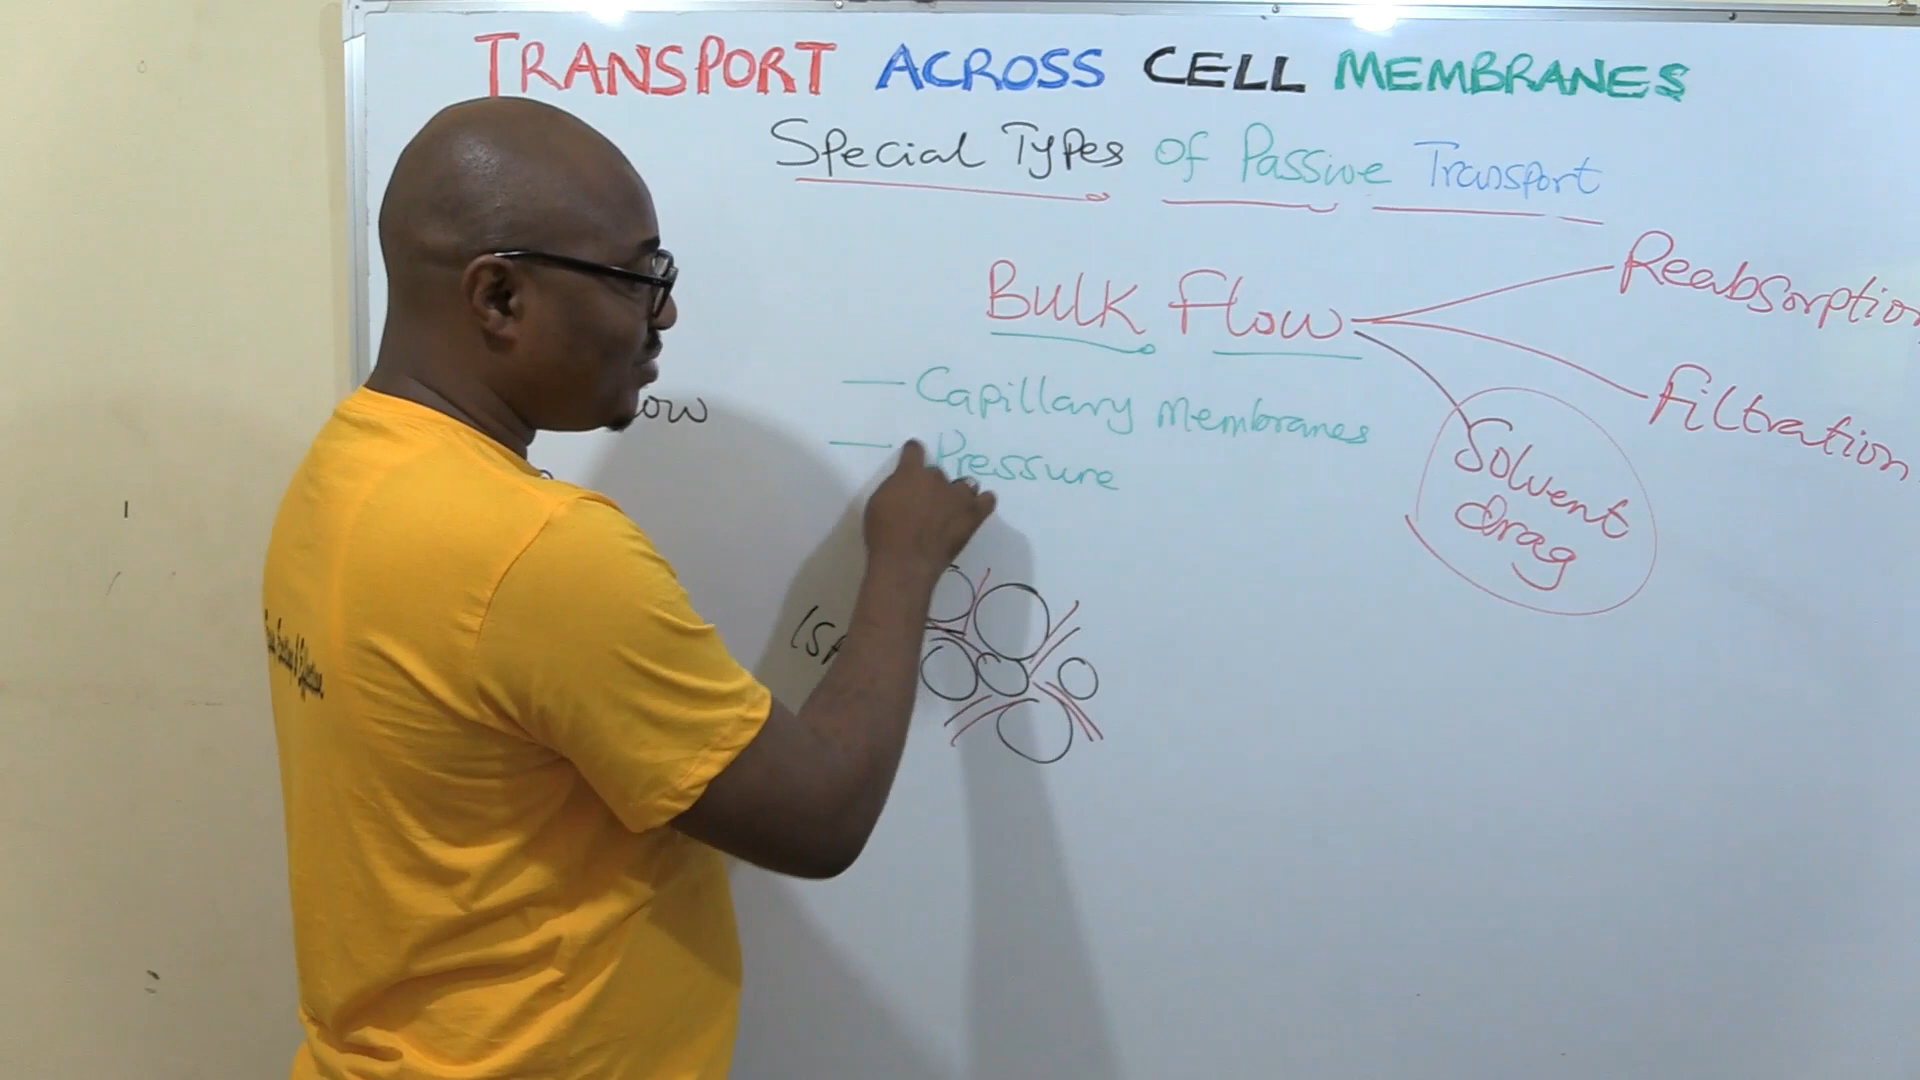 TRANSPORT ACROSS CELL MEMBRANES
Special Types of Passive Transport
Bulk Flow
Reabsorption
Filtration
Solvent
drag
— Capillary Membranes
— Pressure